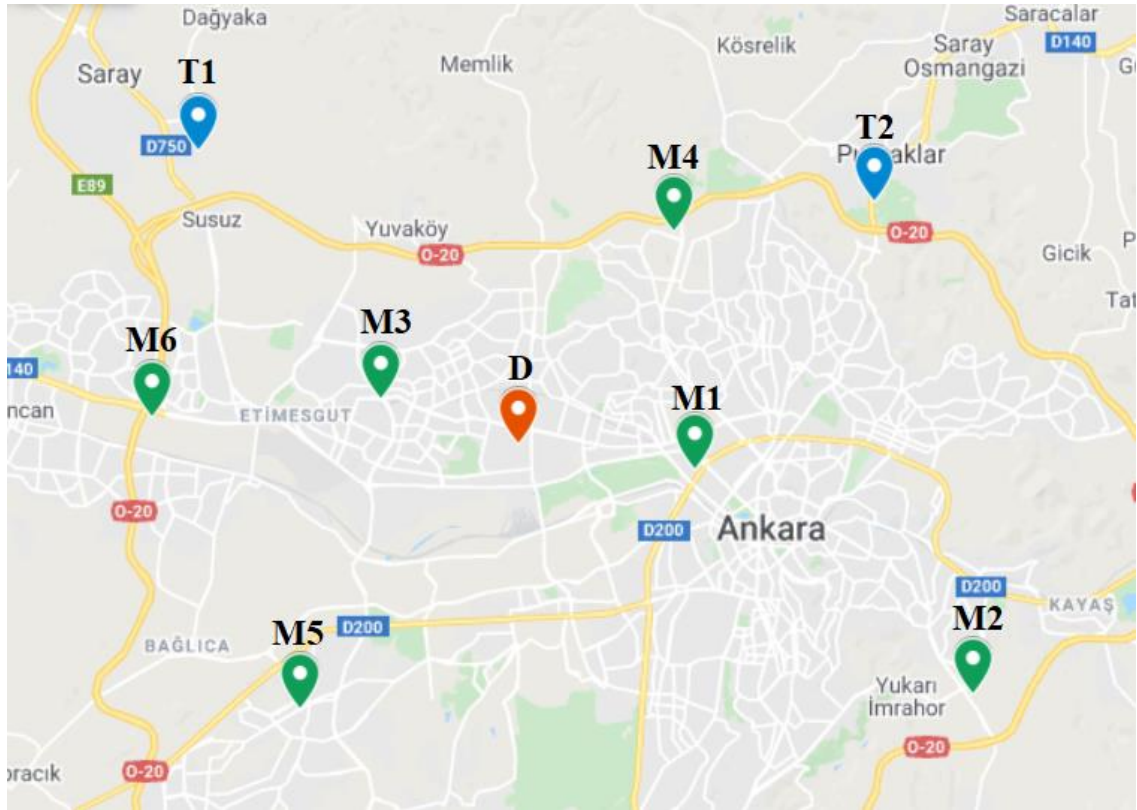 Dağyaka
Saracalar
Saray
T1
Memlik
Kösrelik
Saray
Osmangazi
D140
D750
T2
E89
M4
Susuz
Yuvaköy
O-20
O-20
Gicik
M6
M3
D
140
ETİMESGUT
M1
O-20
D200
Ankara
D200
KAYAŞ
BAĞLICA
M5
D200
M2
Yukarı
İmrahor
O-20
O-20